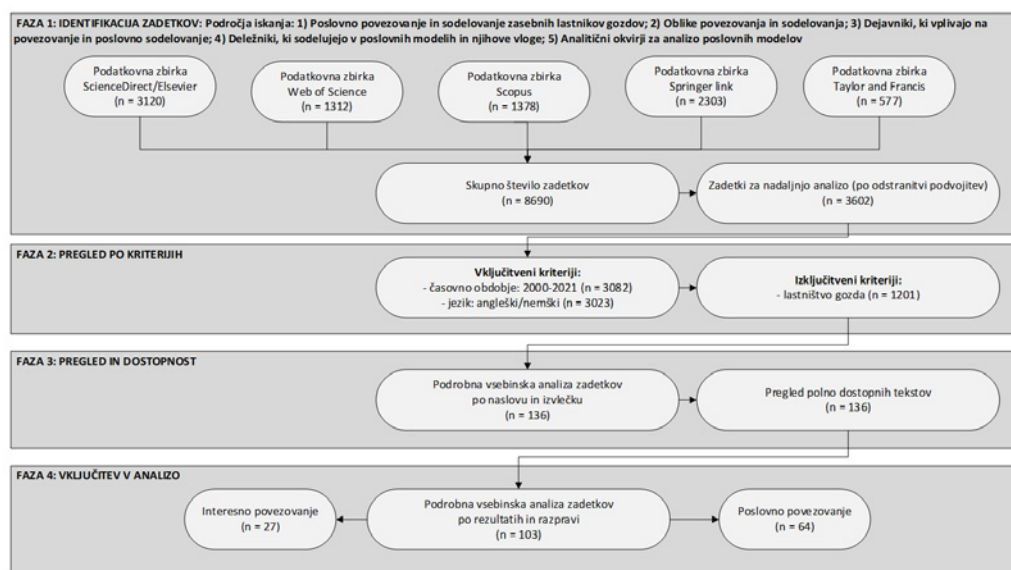 FAZA 1: IDENTIFIKACIJA ZADETKOV: Področja iskanja: 1) Poslovno povezovanje in sodelovanje zasebnih lastnikov gozdov; 2) Oblike povezovanja in sodelovanja; 3) Dejavniki, ki vplivajo na
povezovanje in poslovno sodelovanje; 4) Deležniki, ki sodelujejo v poslovnih modelih in njihove vloge; 5) Analitični okvirji za analizo poslovnih modelov
Podatkovna zbirka
ScienceDirect/Elsevier
(n = 3120)
Podatkovna zbirka
Web of Science
(n = 1312)
Podatkovna zbirka
Scopus
(n = 1378)
Podatkovna zbirka
Springer link
(n = 2303)
Podatkovna zbirka
Taylor and Francis
(n = 577)
Skupno število zadetkov
(n = 8690)
Zadetki za nadaljnjo analizo (po odstranitvi podvojitev)
(n = 3602)
FAZA 2: PREGLED PO KRITERIJIH
Vključitveni kriteriji:
- časovno obdobje: 2000-2021 (n = 3082)
- jezik: angleški/nemški (n = 3023)
Izključitveni kriteriji:
- lastništvo gozda (n = 1201)
FAZA 3: PREGLED IN DOSTOPNOST
Podrobna vsebinska analiza zadetkov
po naslovu in izvlečku
(n = 136)
Pregled polno dostopnih tekstov
(n = 136)
FAZA 4: VKLJUČITEV V ANALIZO
Interesno povezovanje
(n = 27)
Podrobna vsebinska analiza zadetkov
po rezultatih in razpravi
(n = 103)
Poslovno povezovanje
(n = 64)